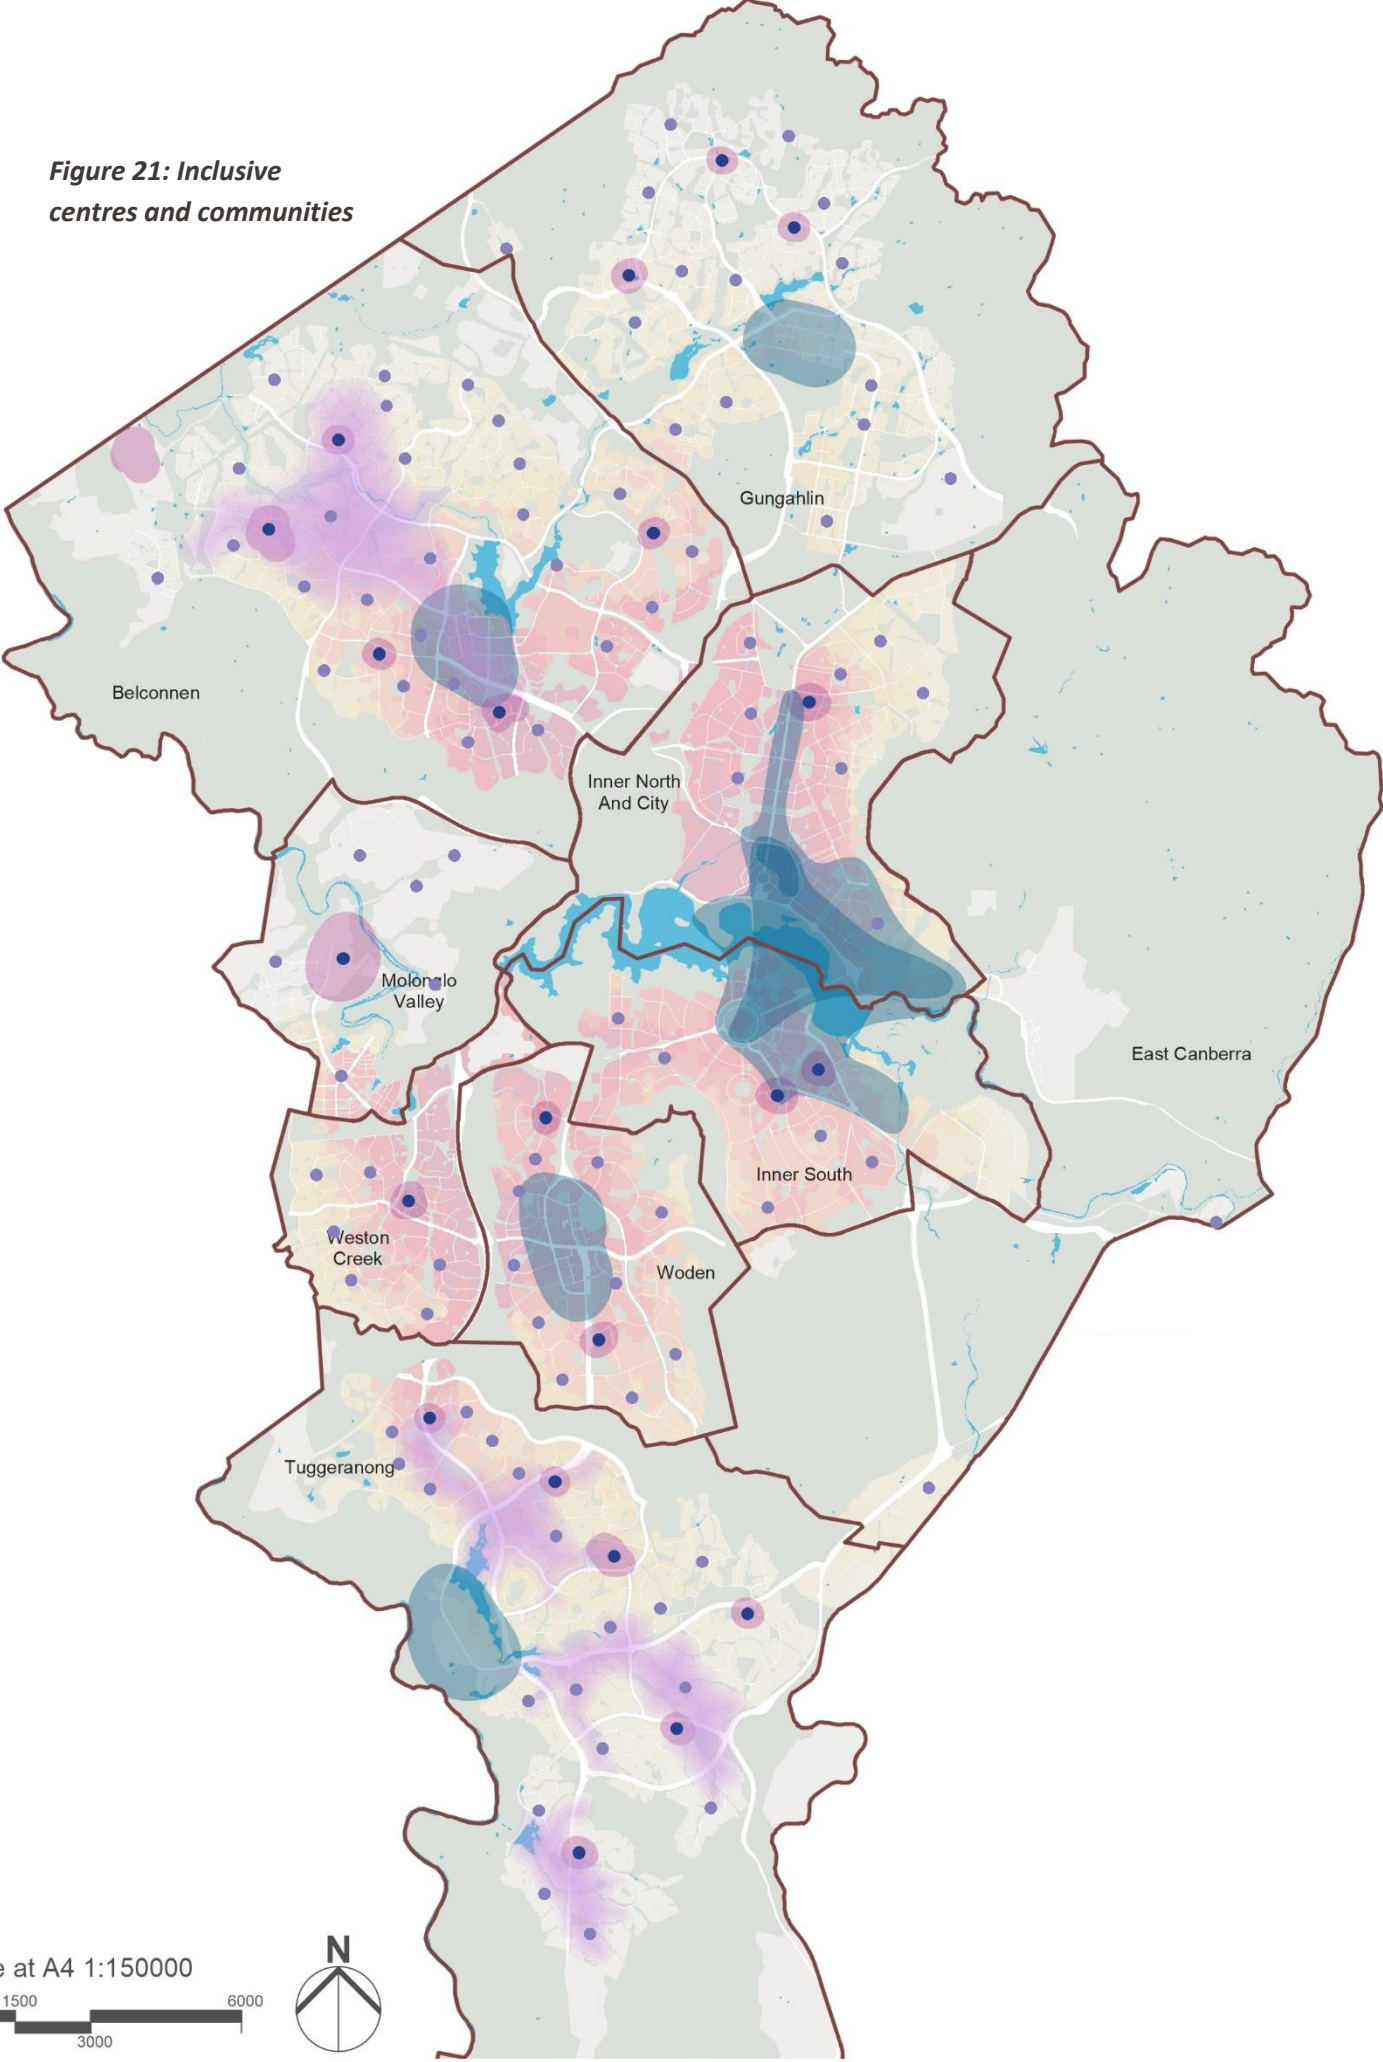 Figure 21: Inclusive
centres and communities
Gungahlin
Belconnen
Inner North
And City
Molonglo
Valley
East Canberra
Inner South
Weston
Creek
Woden
Tuggeranong
N
e at A4 1:150000
1500 6000
3000